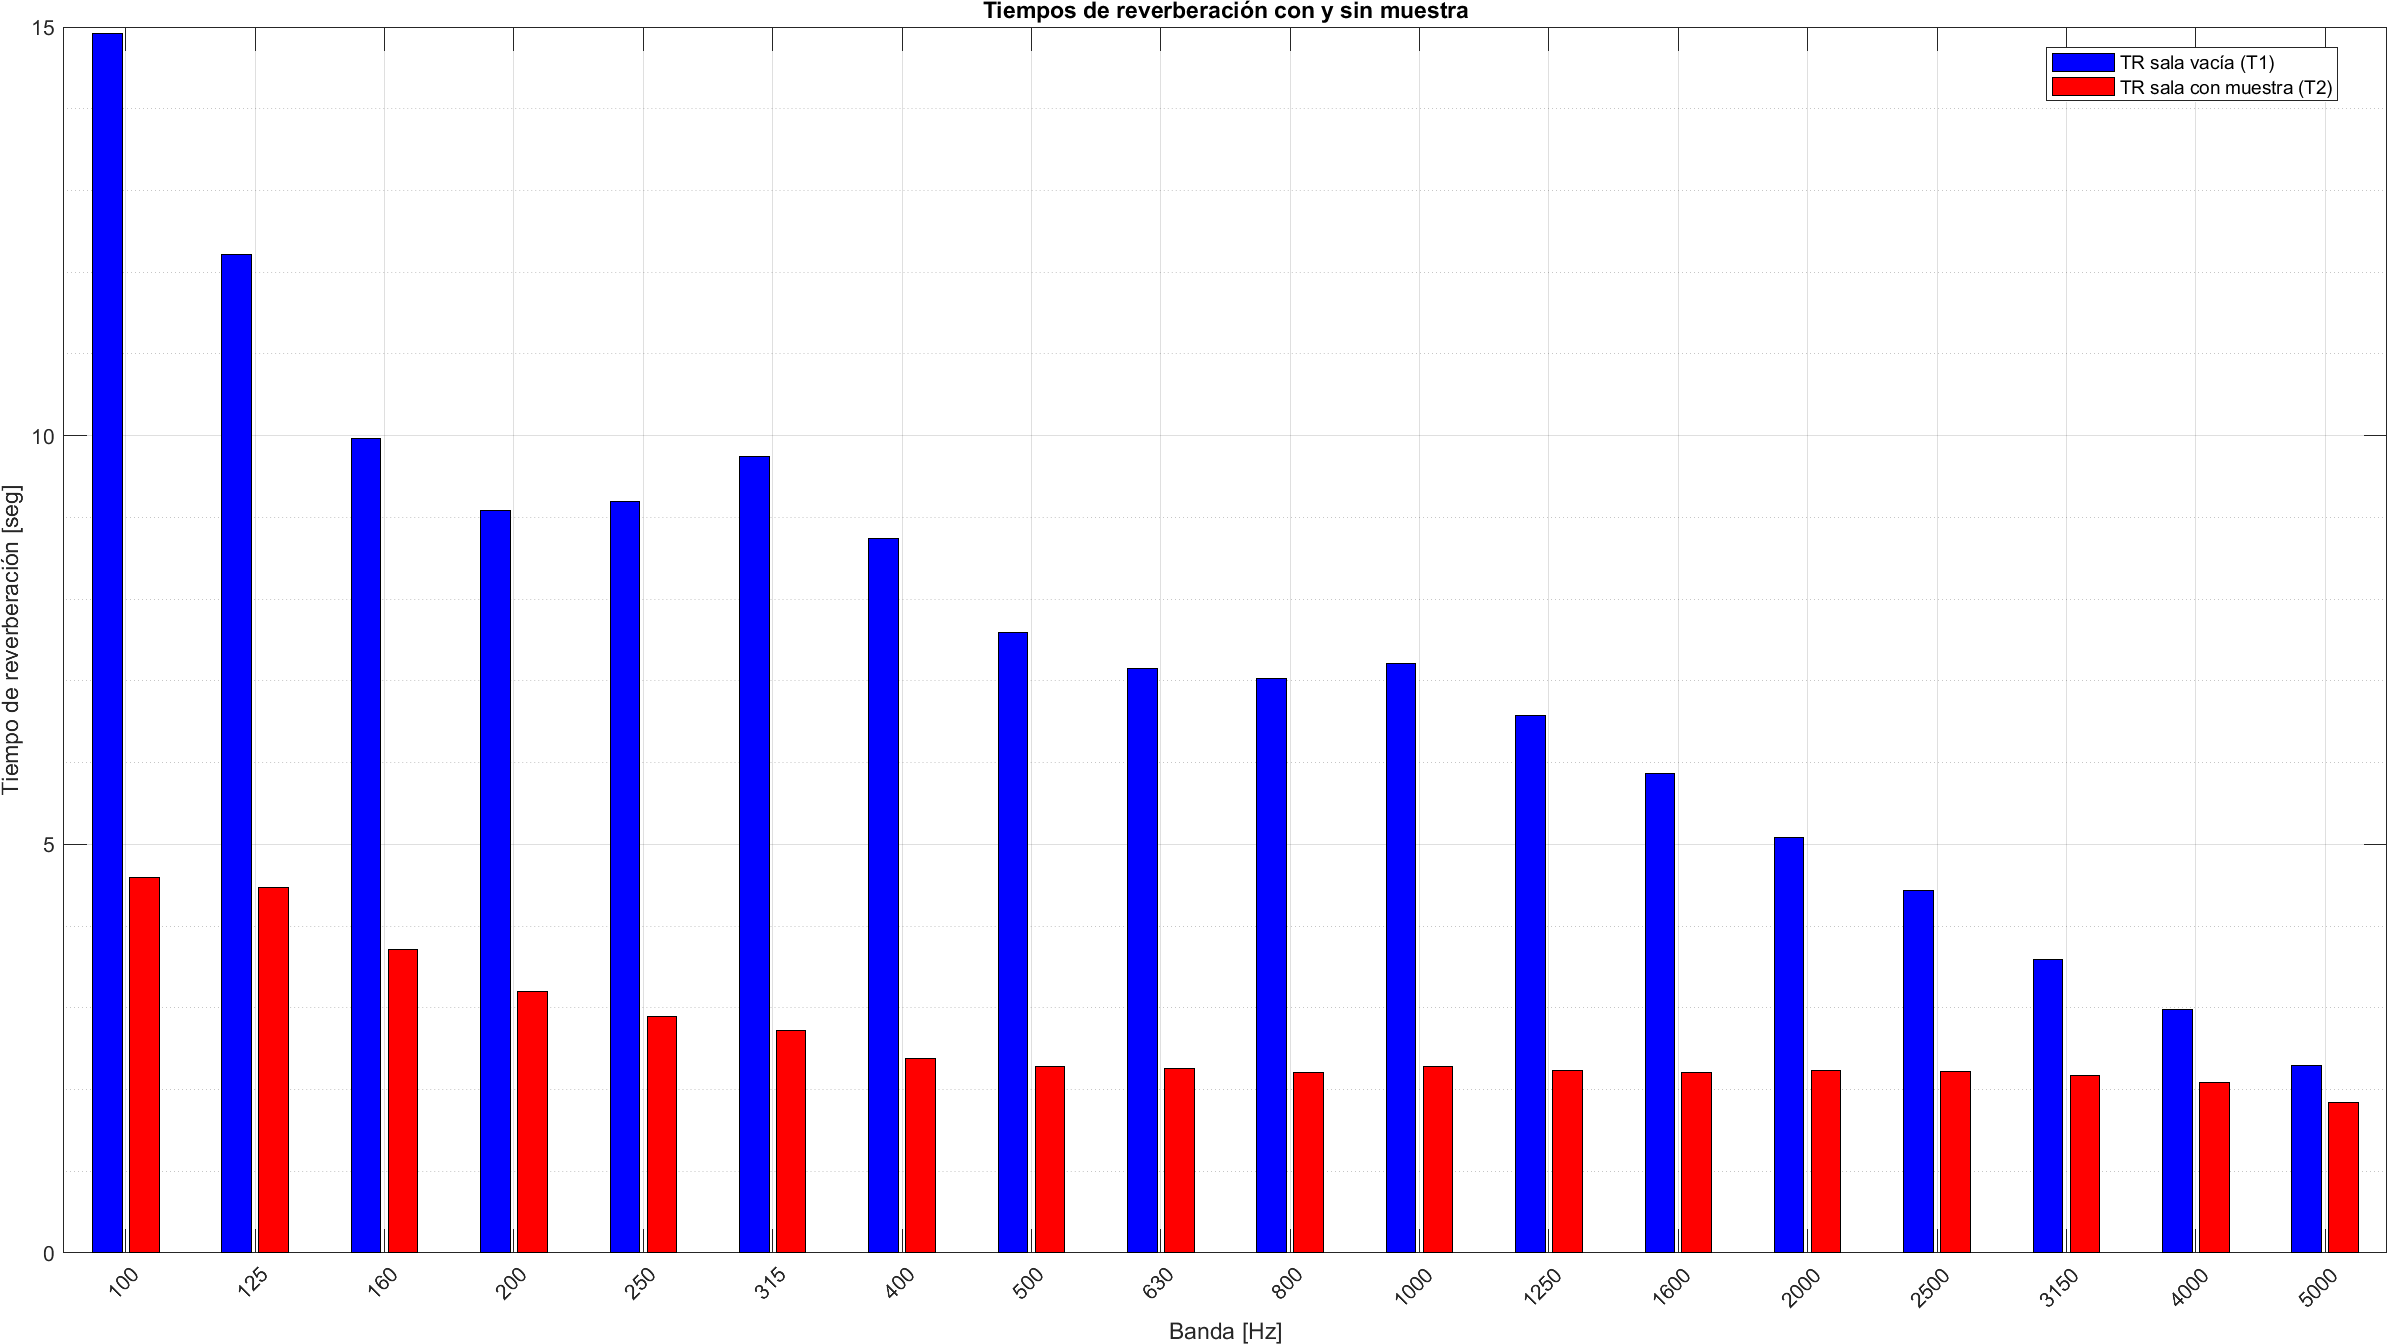 Tiempos de reverberación con y sin muestra
15
TR sala vacía (T1)
TR sala con muestra (T2)
10
Tiempo de reverberación [seg]
5
0
100 125 160 200 250 315 400 500 630 800 1000 1250 1600 2000 2500 3150 4000 5000
Banda [Hz]